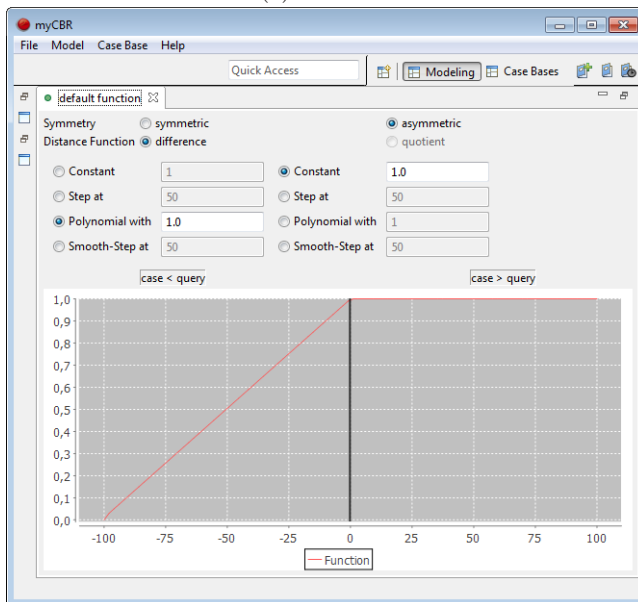 myCBR
File Model Case Base Help
Quick Access Modeling Case Bases
default function
Symmetry symmetric asymmetric
Distance Function difference quotient
Constant 1 Constant 1.0
Step at 50 Step at 50
Polynomial with 1.0 Polynomial with 1
Smooth-Step at 50 Smooth-Step at 50
case < query case > query
1,0
0,9
0,8
0,7
0,6
0,5
0,4
0,3
0,2
0,1
0,0
-100 -75 -50 -25 0 25 50 75 100
Function